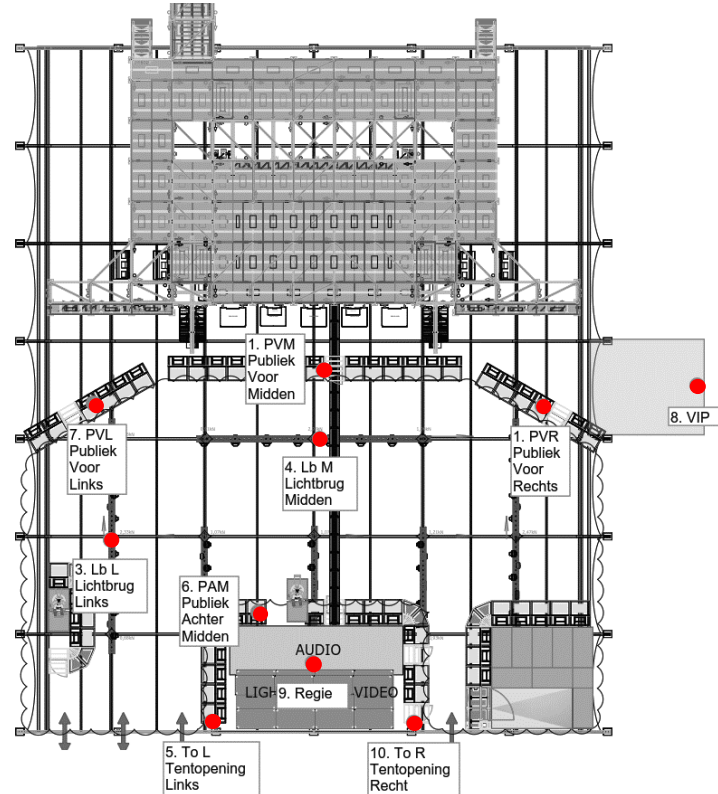 1. PVM
Publiek
Voor
Midden
8. VIP
7. PVL
Publiek
Voor
Links
4. Lb M
Lichtbrug
Midden
1. PVR
Publiek
Voor
Rechts
3. Lb L
Lichtbrug
Links
6. PAM
Publiek
Achter
Midden
AUDIO
LIGH
9. Regie
VIDEO
5. To L
Tentopening
Links
10. To R
Tentopening
Recht